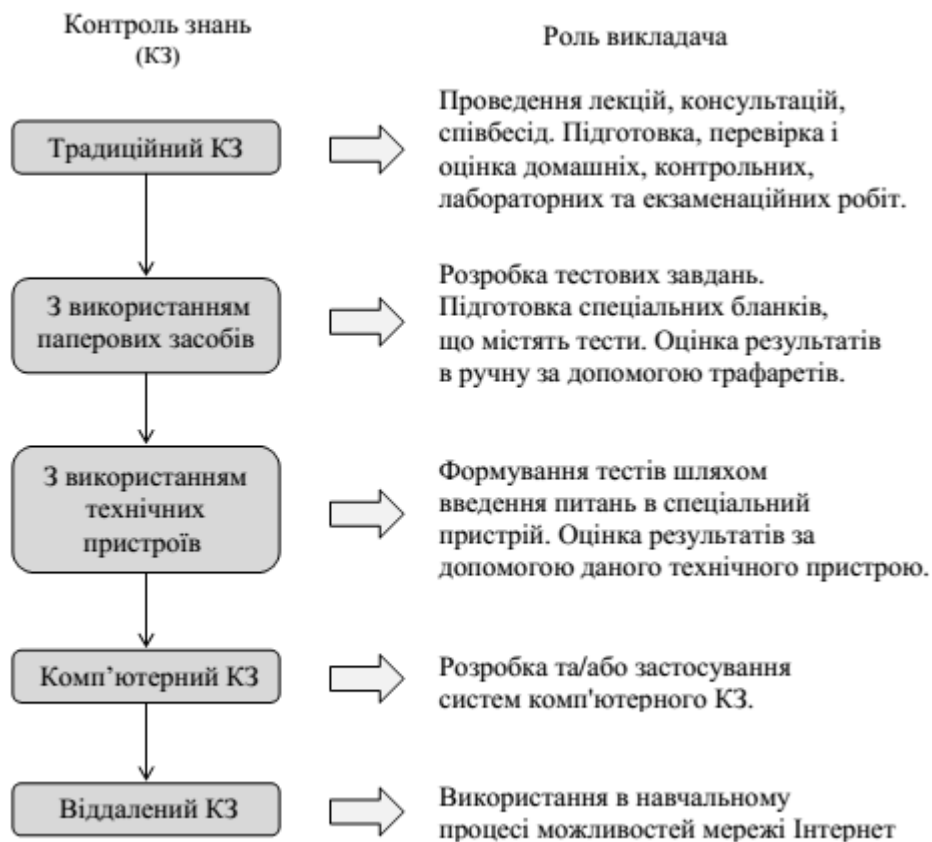 Контроль знань
(КЗ)
Роль викладача
Традиційний КЗ
Проведення лекцій, консультацій,
співбесід. Підготовка, перевірка і
оцінка домашніх, контрольних,
лабораторних та екзаменаційних робіт.
З використанням
паперових засобів
Розробка тестових завдань.
Підготовка спеціальних бланків,
що містять тести. Оцінка результатів
в ручну за допомогою трафаретів.
З використанням
технічних
пристроїв
Формування тестів шляхом
введення питань в спеціальний
пристрій. Оцінка результатів за
допомогою даного технічного пристрою.
Комп’ютерний КЗ
Розробка та/або застосування
систем комп'ютерного КЗ.
Віддалений КЗ
Використання в навчальному
процесі можливостей мережі Інтернет